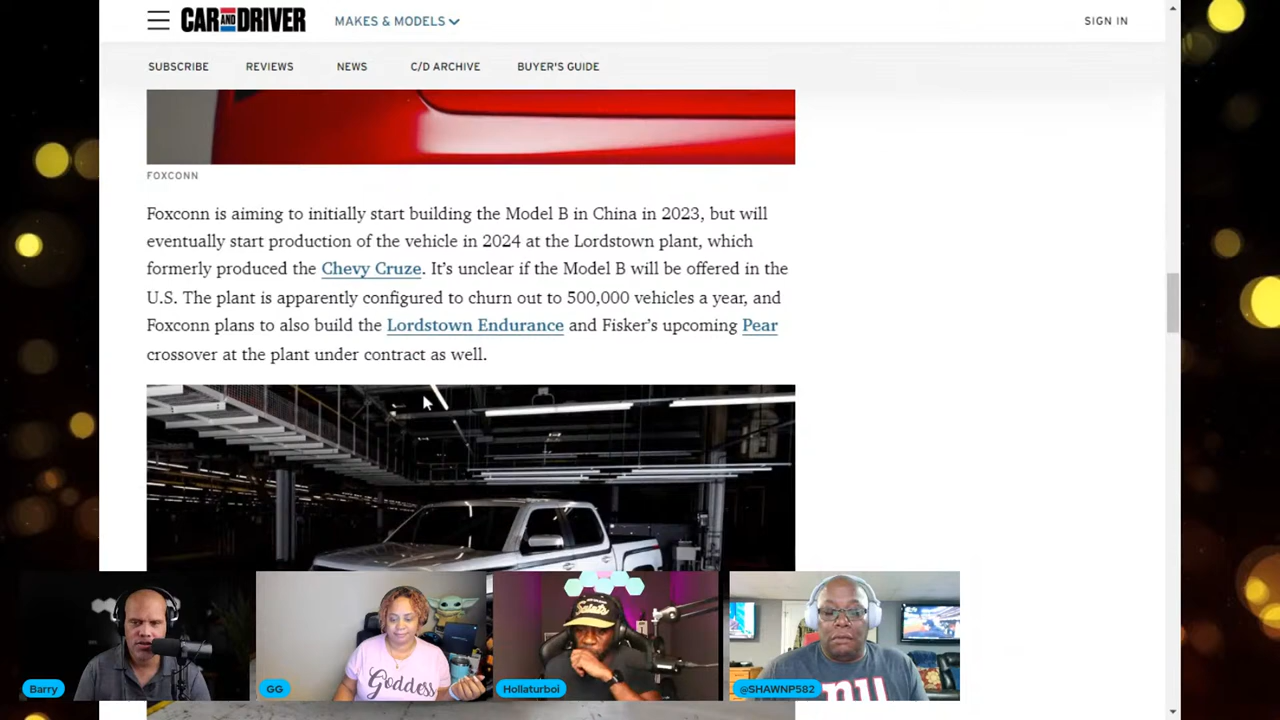 CAR AND DRIVER
MAKES & MODELS
SIGN IN
SUBSCRIBE
REVIEWS
NEWS
C/D ARCHIVE
BUYER'S GUIDE
FOXCONN
Foxconn is aiming to initially start building the Model B in China in 2023, but will
eventually start production of the vehicle in 2024 at the Lordstown plant, which
formerly produced the Chevy Cruze. It's unclear if the Model B will be offered in the
U.S. The plant is apparently configured to churn out to 500,000 vehicles a year, and
Foxconn plans to also build the Lordstown Endurance and Fisker's upcoming Pear
crossover at the plant under contract as well.
Saints
Goddess
Barry
GG
Hollaturboi
@SHAWNP582